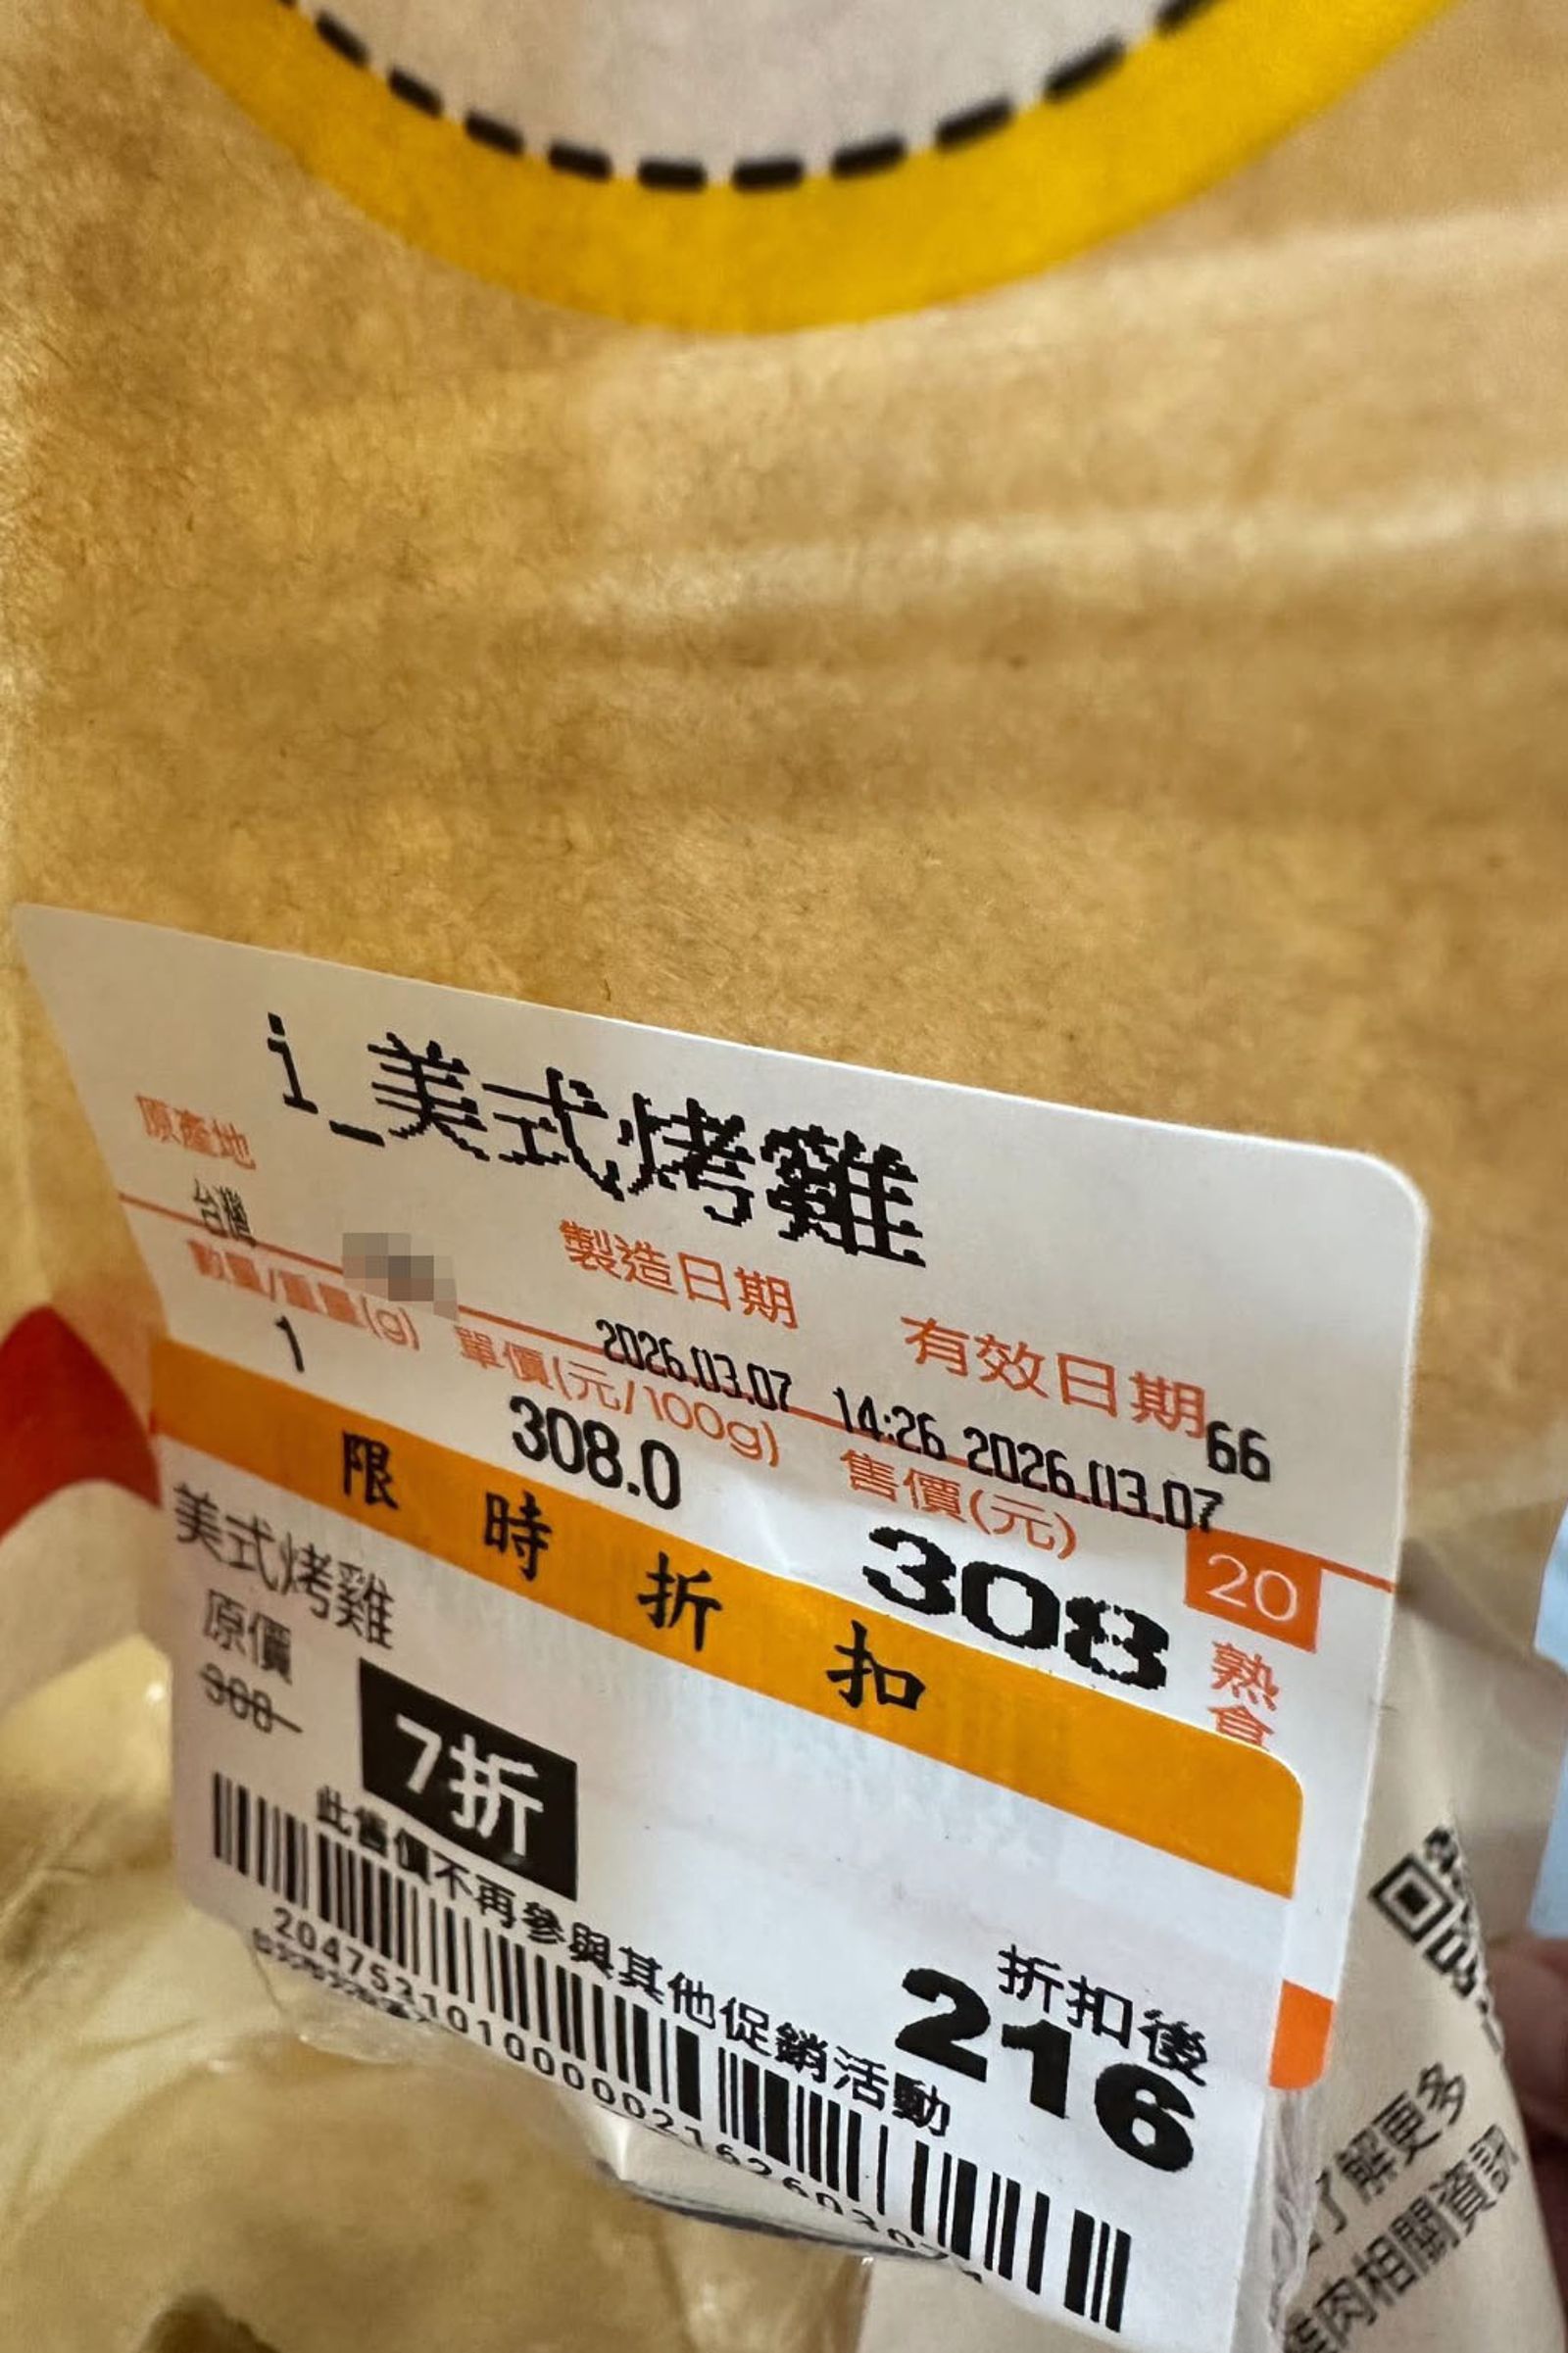 i_美式烤雞
原產地 製造日期 有效日期
台灣 2026.03.07 14:26 2026.03.07 66
數量/重量(g) 單價(元/100g) 售價(元)
1 308.0 308
20
熟食
限時折扣
美式烤雞
原價
308
7折
此售價不再參與其他促銷活動
折扣後
216
了解更多
雞肉相關資訊